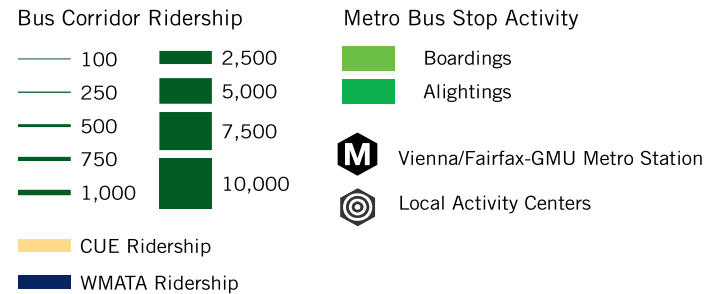 Bus Corridor Ridership
100
250
500
750
1,000
2,500
5,000
7,500
10,000
CUE Ridership
WMATA Ridership
Metro Bus Stop Activity
Boardings
Alightings
M
Vienna/Fairfax-GMU Metro Station
Local Activity Centers